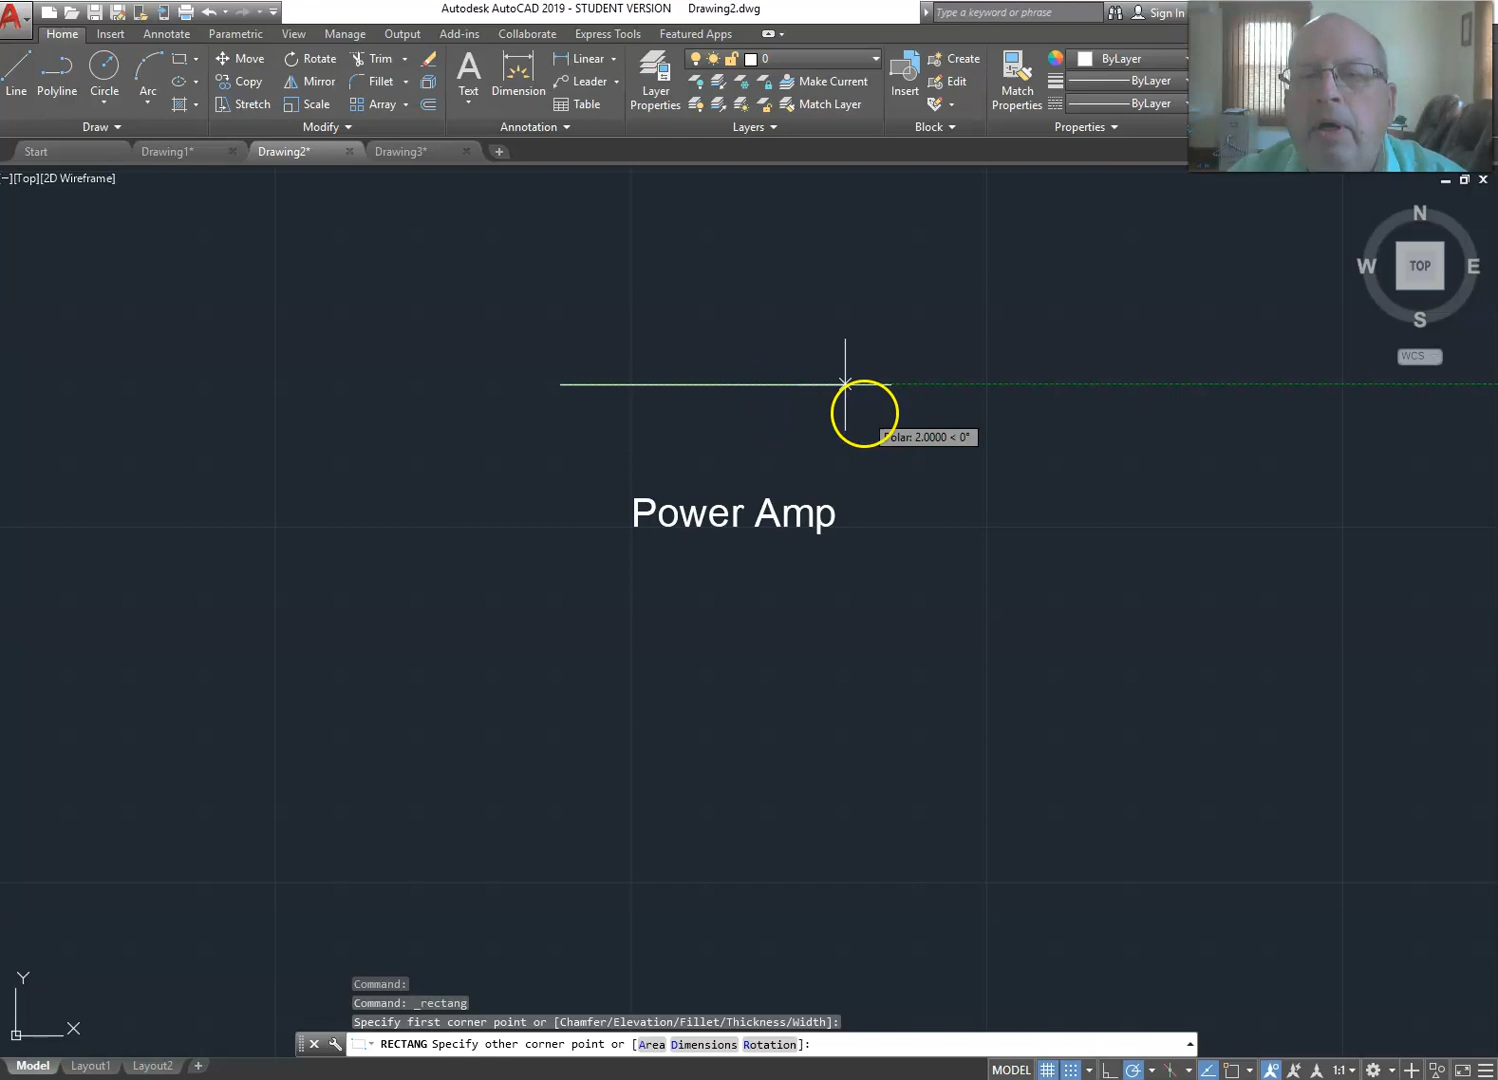 Autodesk AutoCAD 2019 - STUDENT VERSION Drawing2.dwg
Type a keyword or phrase
Sign In
Home Insert Annotate Parametric View Manage Output Add-ins Collaborate Express Tools Featured Apps
Line Polyline Circle Arc
Draw
Move Rotate Trim
Copy Mirror Fillet
Stretch Scale Array
Modify
Text Dimension
Linear
Leader
Table
Annotation
Layer Properties
0
Make Current
Match Layer
Layers
Insert
Create
Edit
Block
Match Properties
ByLayer
ByLayer
ByLayer
Properties
Start Drawing1* Drawing2* Drawing3*
[−][Top][2D Wireframe]
N
W TOP E
S
WCS
Polar: 2.0000 < 0°
Power Amp
Y
X
Command:
Command: _rectang
Specify first corner point or [Chamfer/Elevation/Fillet/Thickness/Width]:
RECTANG Specify other corner point or [Area Dimensions Rotation]:
Model Layout1 Layout2 +
MODEL 1:1